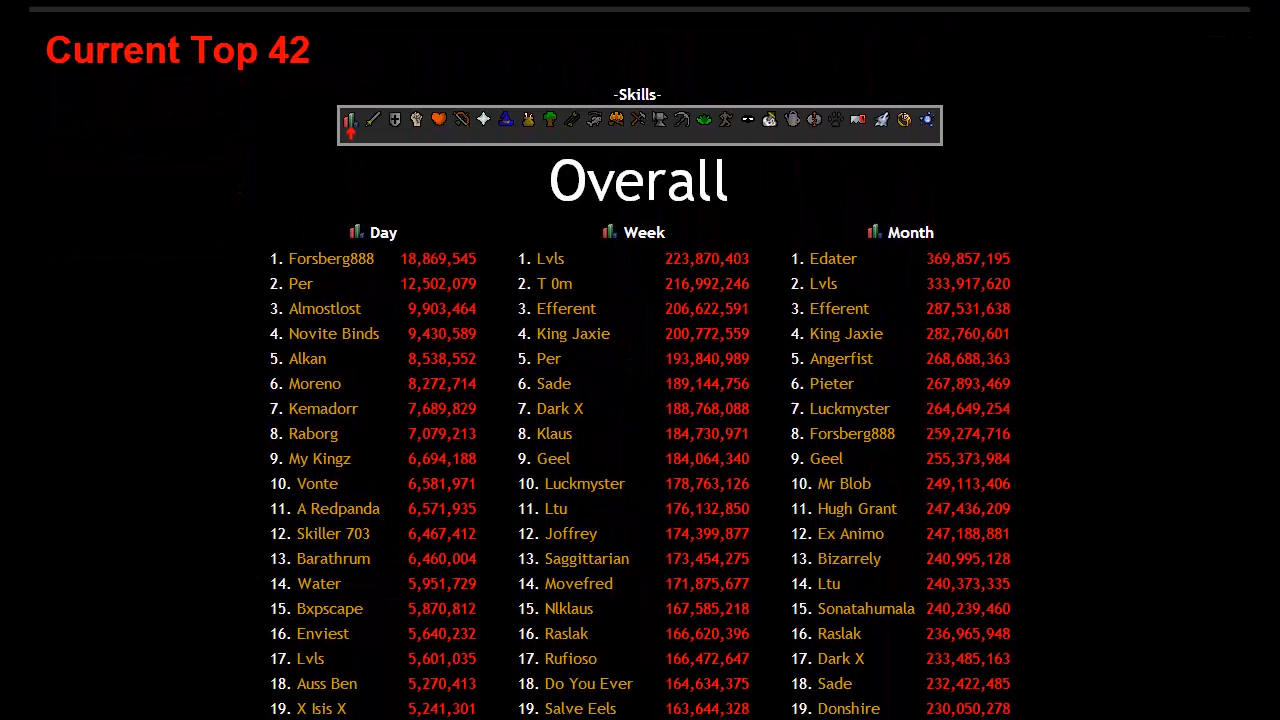 Current Top 42
-Skills-
Overall
Day Week Month
1. Forsberg888 18,869,545 1. Lvls 223,870,403 1. Edater 369,857,195
2. Per 12,502,079 2. T 0m 216,992,246 2. Lvls 333,917,620
3. Almostlost 9,903,464 3. Efferent 206,622,591 3. Efferent 287,531,638
4. Novite Binds 9,430,589 4. King Jaxie 200,772,559 4. King Jaxie 282,760,601
5. Alkan 8,538,552 5. Per 193,840,989 5. Angerfist 268,688,363
6. Moreno 8,272,714 6. Sade 189,144,756 6. Pieter 267,893,469
7. Kemadorr 7,689,829 7. Dark X 188,768,088 7. Luckmyster 264,649,254
8. Raborg 7,079,213 8. Klaus 184,730,971 8. Forsberg888 259,274,716
9. My Kingz 6,694,188 9. Geel 184,064,340 9. Geel 255,373,984
10. Vonte 6,581,971 10. Luckmyster 178,763,126 10. Mr Blob 249,113,406
11. A Redpanda 6,571,935 11. Ltu 176,132,850 11. Hugh Grant 247,436,209
12. Skiller 703 6,467,412 12. Joffrey 174,399,877 12. Ex Animo 247,188,881
13. Barathrum 6,460,004 13. Saggittarian 173,454,275 13. Bizarrely 240,995,128
14. Water 5,951,729 14. Movefred 171,875,677 14. Ltu 240,373,335
15. Bxpscape 5,870,812 15. Nlklaus 167,585,218 15. Sonatahumala 240,239,460
16. Enviest 5,640,232 16. Raslak 166,620,396 16. Raslak 236,965,948
17. Lvls 5,601,035 17. Rufioso 166,472,647 17. Dark X 233,485,163
18. Auss Ben 5,270,413 18. Do You Ever 164,634,375 18. Sade 232,422,485
19. X Isis X 5,241,301 19. Salve Eels 163,644,328 19. Donshire 230,050,278